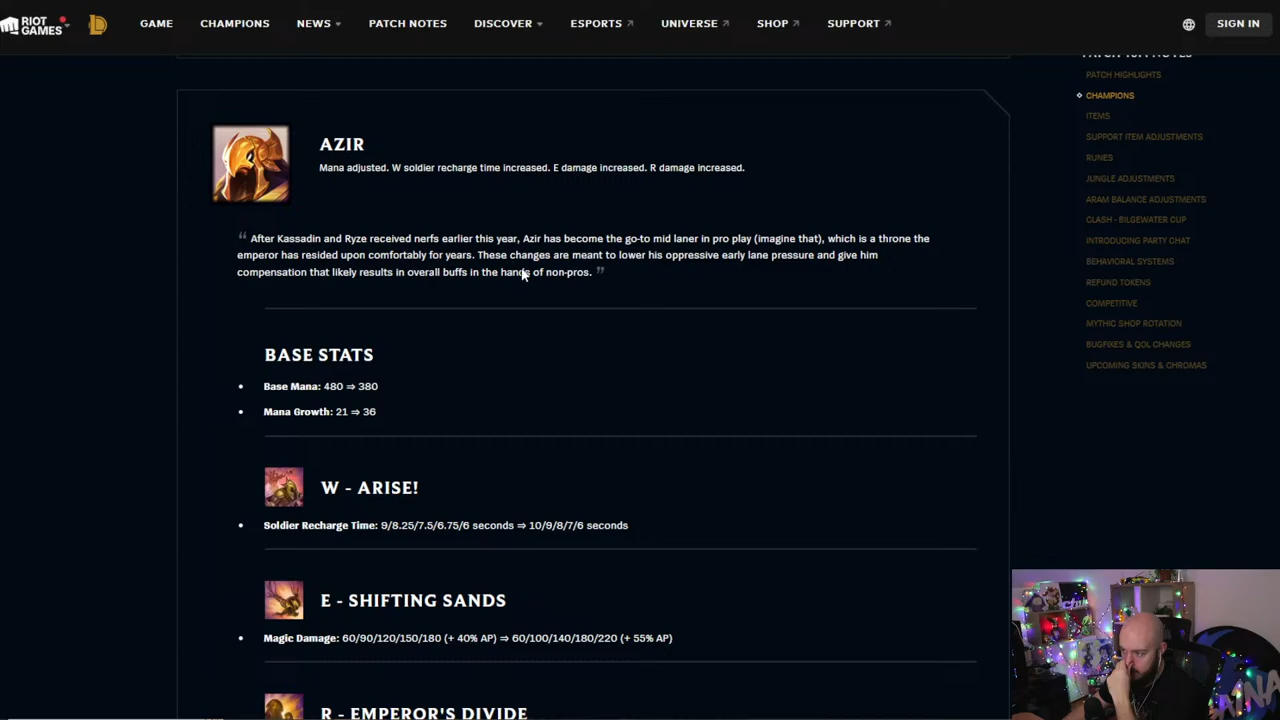 RIOT GAMES
GAME
CHAMPIONS
NEWS
PATCH NOTES
DISCOVER
ESPORTS
UNIVERSE
SHOP
SUPPORT
SIGN IN
PATCH HIGHLIGHTS
CHAMPIONS
ITEMS
SUPPORT ITEM ADJUSTMENTS
RUNES
JUNGLE ADJUSTMENTS
ARAM BALANCE ADJUSTMENTS
CLASH - BILGEWATER CUP
INTRODUCING PARTY CHAT
BEHAVIORAL SYSTEMS
REFUND TOKENS
COMPETITIVE
MYTHIC SHOP ROTATION
BUGFIXES & QOL CHANGES
UPCOMING SKINS & CHROMAS
AZIR
Mana adjusted. W soldier recharge time increased. E damage increased. R damage increased.
“ After Kassadin and Ryze received nerfs earlier this year, Azir has become the go-to mid laner in pro play (imagine that), which is a throne the
emperor has resided upon comfortably for years. These changes are meant to lower his oppressive early lane pressure and give him
compensation that likely results in overall buffs in the hands of non-pros. ”
BASE STATS
• Base Mana: 480 ⇒ 380
• Mana Growth: 21 ⇒ 36
W - ARISE!
• Soldier Recharge Time: 9/8.25/7.5/6.75/6 seconds ⇒ 10/9/8/7/6 seconds
E - SHIFTING SANDS
• Magic Damage: 60/90/120/150/180 (+ 40% AP) ⇒ 60/100/140/180/220 (+ 55% AP)
R - EMPEROR'S DIVIDE